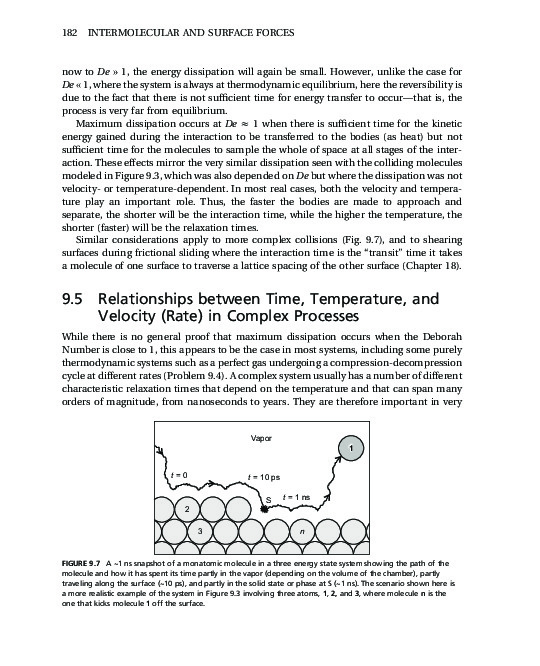 182 INTERMOLECULAR AND SURFACE FORCES
now to De » 1, the energy dissipation will again be small. However, unlike the case for
De « 1, where the system is always at thermodynamic equilibrium, here the reversibility is
due to the fact that there is not sufficient time for energy transfer to occur—that is, the
process is very far from equilibrium.
Maximum dissipation occurs at De ≈ 1 when there is sufficient time for the kinetic
energy gained during the interaction to be transferred to the bodies (as heat) but not
sufficient time for the molecules to sample the whole of space at all stages of the inter-
action. These effects mirror the very similar dissipation seen with the colliding molecules
modeled in Figure 9.3, which was also depended on De but where the dissipation was not
velocity- or temperature-dependent. In most real cases, both the velocity and tempera-
ture play an important role. Thus, the faster the bodies are made to approach and
separate, the shorter will be the interaction time, while the higher the temperature, the
shorter (faster) will be the relaxation times.
Similar considerations apply to more complex collisions (Fig. 9.7), and to shearing
surfaces during frictional sliding where the interaction time is the “transit” time it takes
a molecule of one surface to traverse a lattice spacing of the other surface (Chapter 18).
9.5 Relationships between Time, Temperature, and
Velocity (Rate) in Complex Processes
While there is no general proof that maximum dissipation occurs when the Deborah
Number is close to 1, this appears to be the case in most systems, including some purely
thermodynamic systems such as a perfect gas undergoing a compression-decompression
cycle at different rates (Problem 9.4). A complex system usually has a number of different
characteristic relaxation times that depend on the temperature and that can span many
orders of magnitude, from nanoseconds to years. They are therefore important in very
Vapor
1
t = 0
t = 10 ps
S
t = 1 ns
2
3
n
FIGURE 9.7 A ~1 ns snapshot of a monatomic molecule in a three energy state system showing the path of the
molecule and how it has spent its time partly in the vapor (depending on the volume of the chamber), partly
traveling along the surface (~10 ps), and partly in the solid state or phase at S (~1 ns). The scenario shown here is
a more realistic example of the system in Figure 9.3 involving three atoms, 1, 2, and 3, where molecule n is the
one that kicks molecule 1 off the surface.